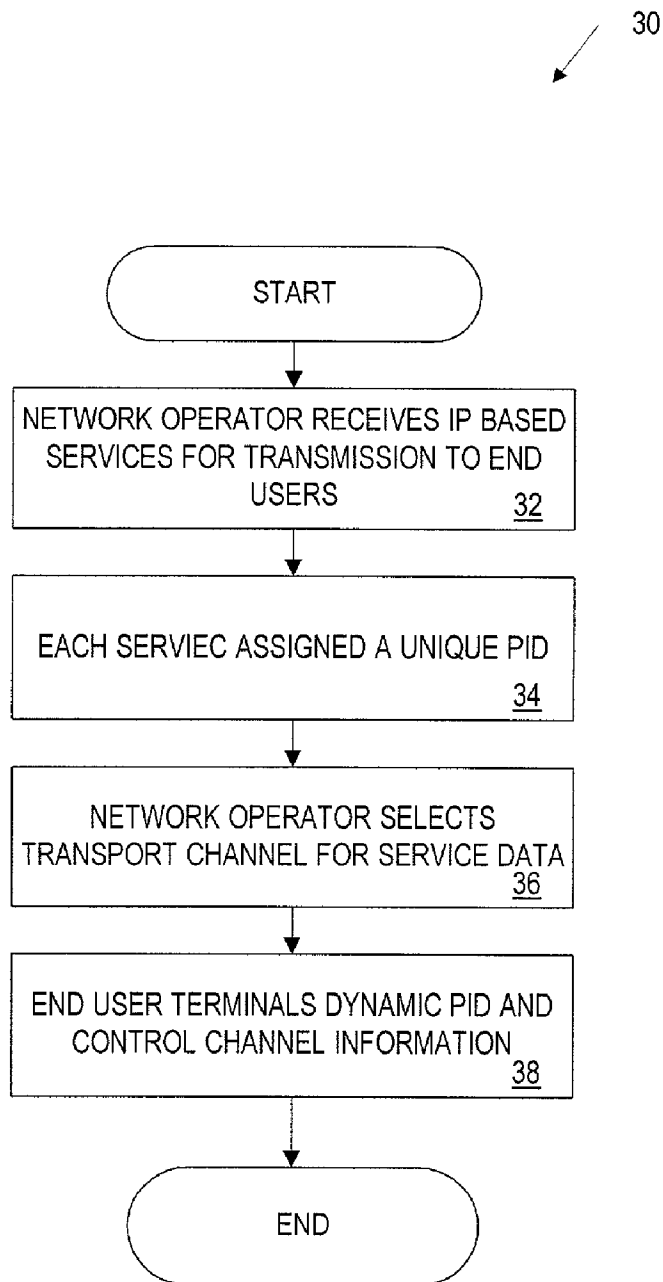 30
START
NETWORK OPERATOR RECEIVES IP BASED
SERVICES FOR TRANSMISSION TO END
USERS
32
EACH SERVIEC ASSIGNED A UNIQUE PID
34
NETWORK OPERATOR SELECTS
TRANSPORT CHANNEL FOR SERVICE DATA
36
END USER TERMINALS DYNAMIC PID AND
CONTROL CHANNEL INFORMATION
38
END